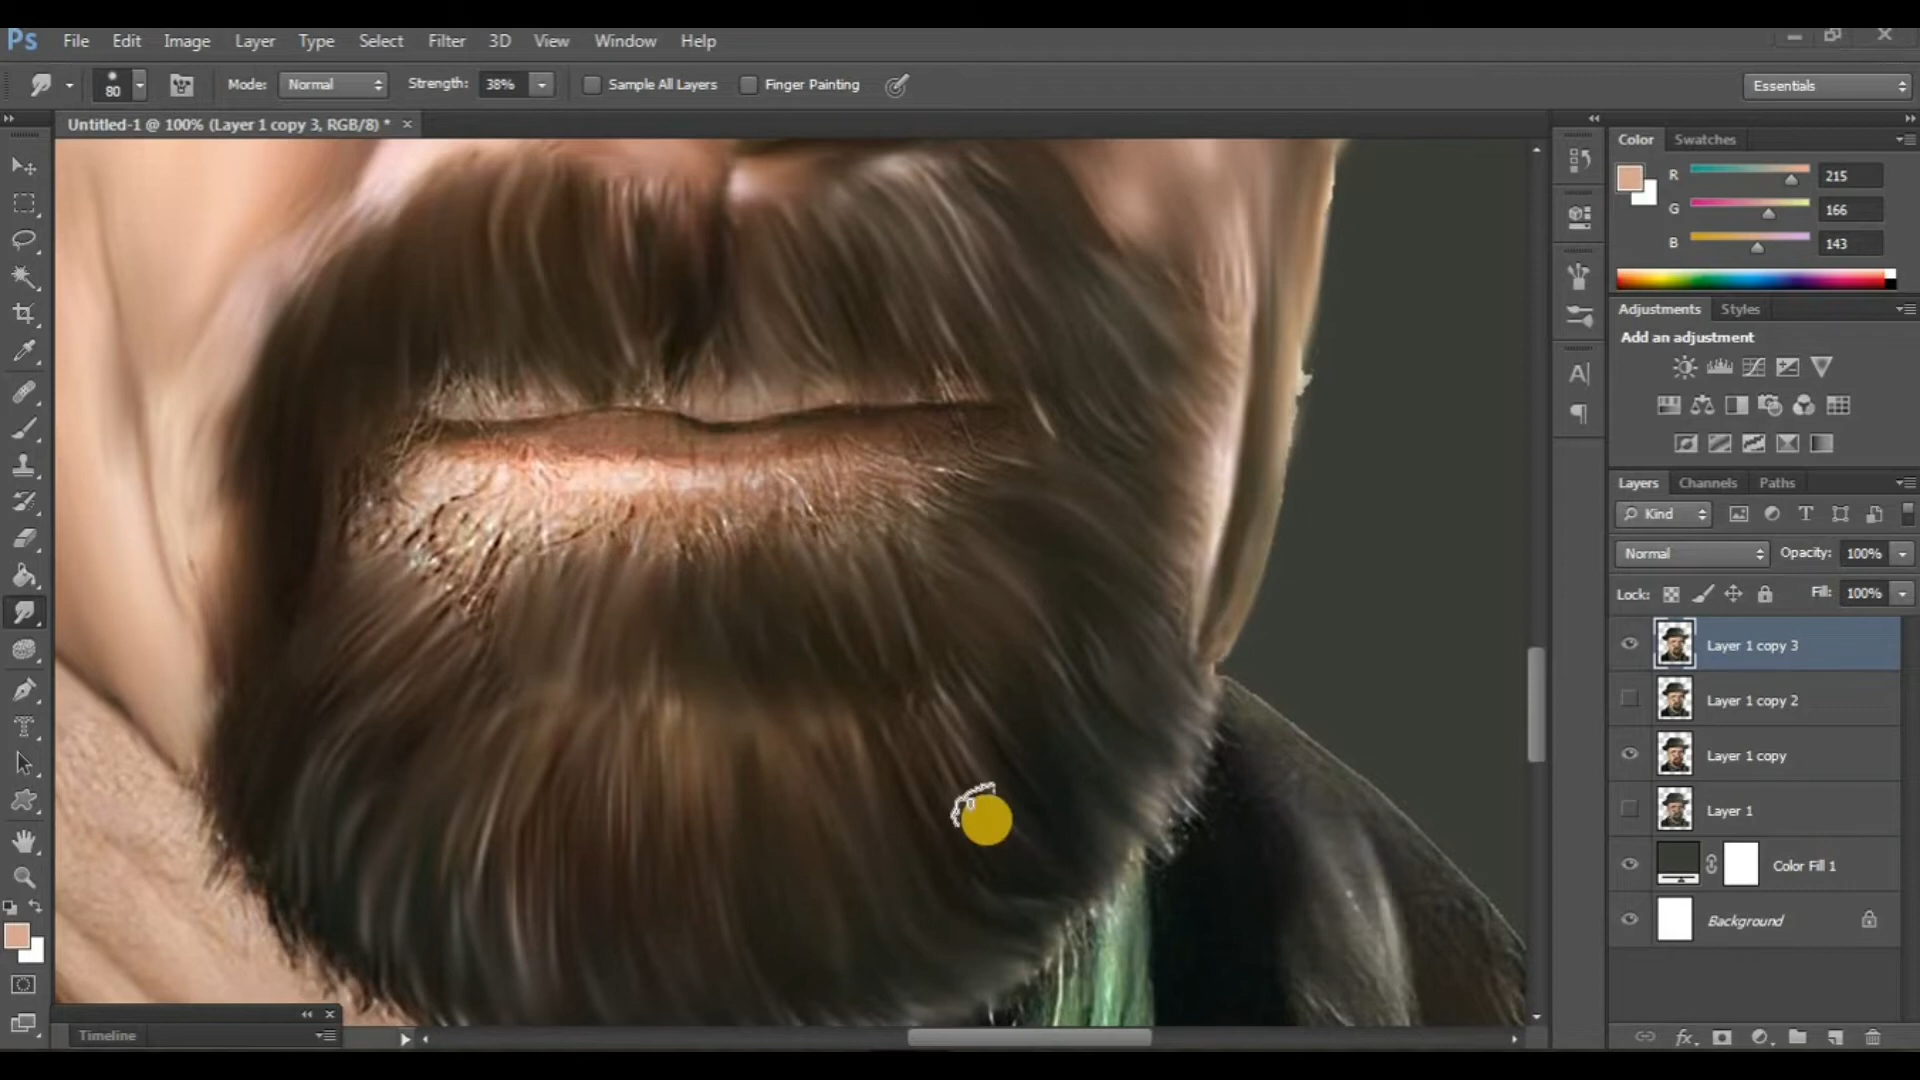 Ps File Edit Image Layer Type Select Filter 3D View Window Help
80 Mode: Normal Strength: 38% Sample All Layers Finger Painting Essentials
Untitled-1 @ 100% (Layer 1 copy 3, RGB/8) * ×
Color Swatches
R 215
G 166
B 143
Adjustments Styles
Add an adjustment
Layers Channels Paths
Kind
Normal Opacity: 100%
Lock: Fill: 100%
Layer 1 copy 3
Layer 1 copy 2
Layer 1 copy
Layer 1
Color Fill 1
Background
Timeline